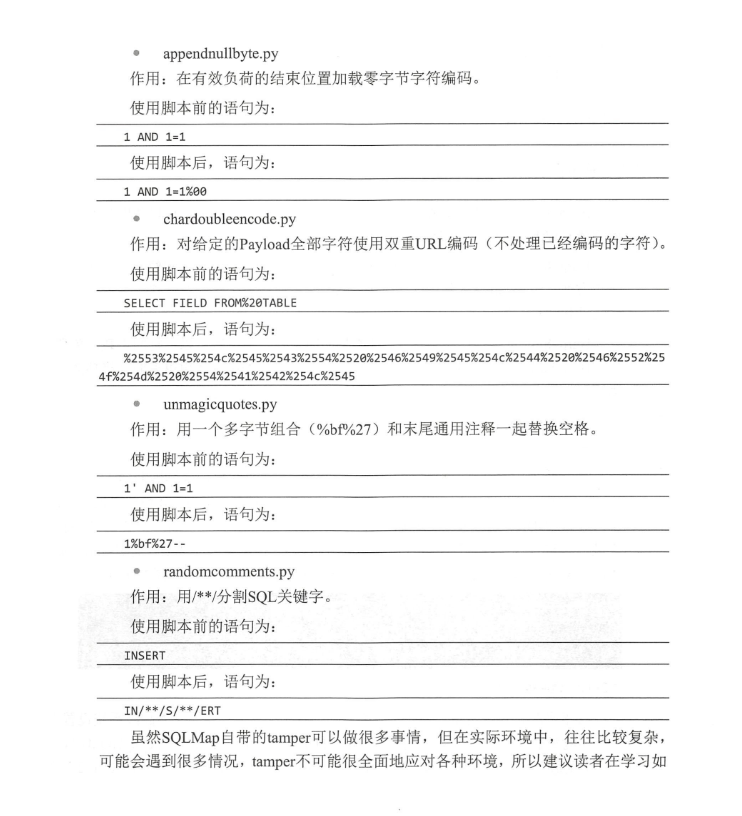 • appendnullbyte.py
作用：在有效负荷的结束位置加载零字节字符编码。
使用脚本前的语句为：
1 AND 1=1
使用脚本后，语句为：
1 AND 1=1%00
• chardoubleencode.py
作用：对给定的Payload全部字符使用双重URL编码（不处理已经编码的字符）。
使用脚本前的语句为：
SELECT FIELD FROM%20TABLE
使用脚本后，语句为：
%2553%2545%254c%2545%2543%2554%2520%2546%2549%2545%254c%2544%2520%2546%2552%25
4f%254d%2520%2554%2541%2542%254c%2545
• unmagicquotes.py
作用：用一个多字节组合（%bf%27）和末尾通用注释一起替换空格。
使用脚本前的语句为：
1' AND 1=1
使用脚本后，语句为：
1%bf%27--
• randomcomments.py
作用：用/**/分割SQL关键字。
使用脚本前的语句为：
INSERT
使用脚本后，语句为：
IN/**/S/**/ERT
虽然SQLMap自带的tamper可以做很多事情，但在实际环境中，往往比较复杂，
可能会遇到很多情况，tamper不可能很全面地应对各种环境，所以建议读者在学习如